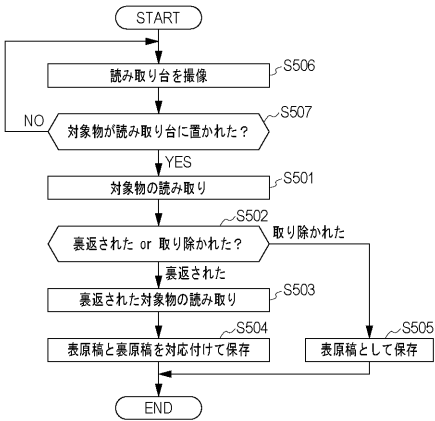 START
読み取り台を撮像
S506
対象物が読み取り台に置かれた？
S507
NO
YES
対象物の読み取り
S501
裏返された or 取り除かれた？
S502
取り除かれた
裏返された
裏返された対象物の読み取り
S503
表原稿と裏原稿を対応付けて保存
S504
表原稿として保存
S505
END